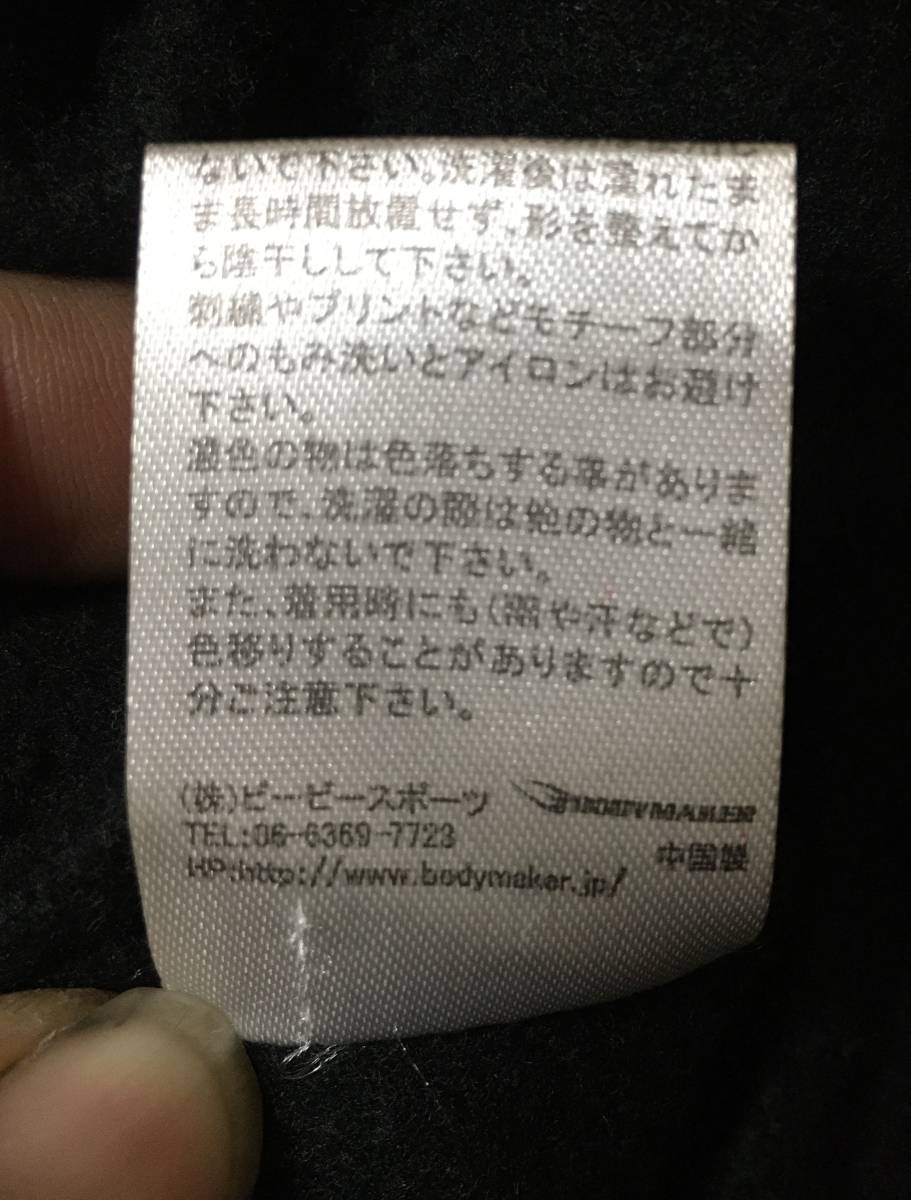 ないで下さい。洗濯後は濡れたま
ま長時間放置せず、形を整えてか
ら陰干しして下さい。
刺繍やプリントなどモチーフ部分
へのもみ洗いとアイロンはお避け
下さい。
濃色の物は色落ちする事がありま
すので、洗濯の際は他の物と一緒
に洗わないで下さい。
また、着用時にも(雨や汗などで)
色移りすることがありますので十
分ご注意下さい。
(株)ビービースポーツ BODYMAKER
TEL:06-6369-7723
中国製
HP:http://www.bodymaker.jp/